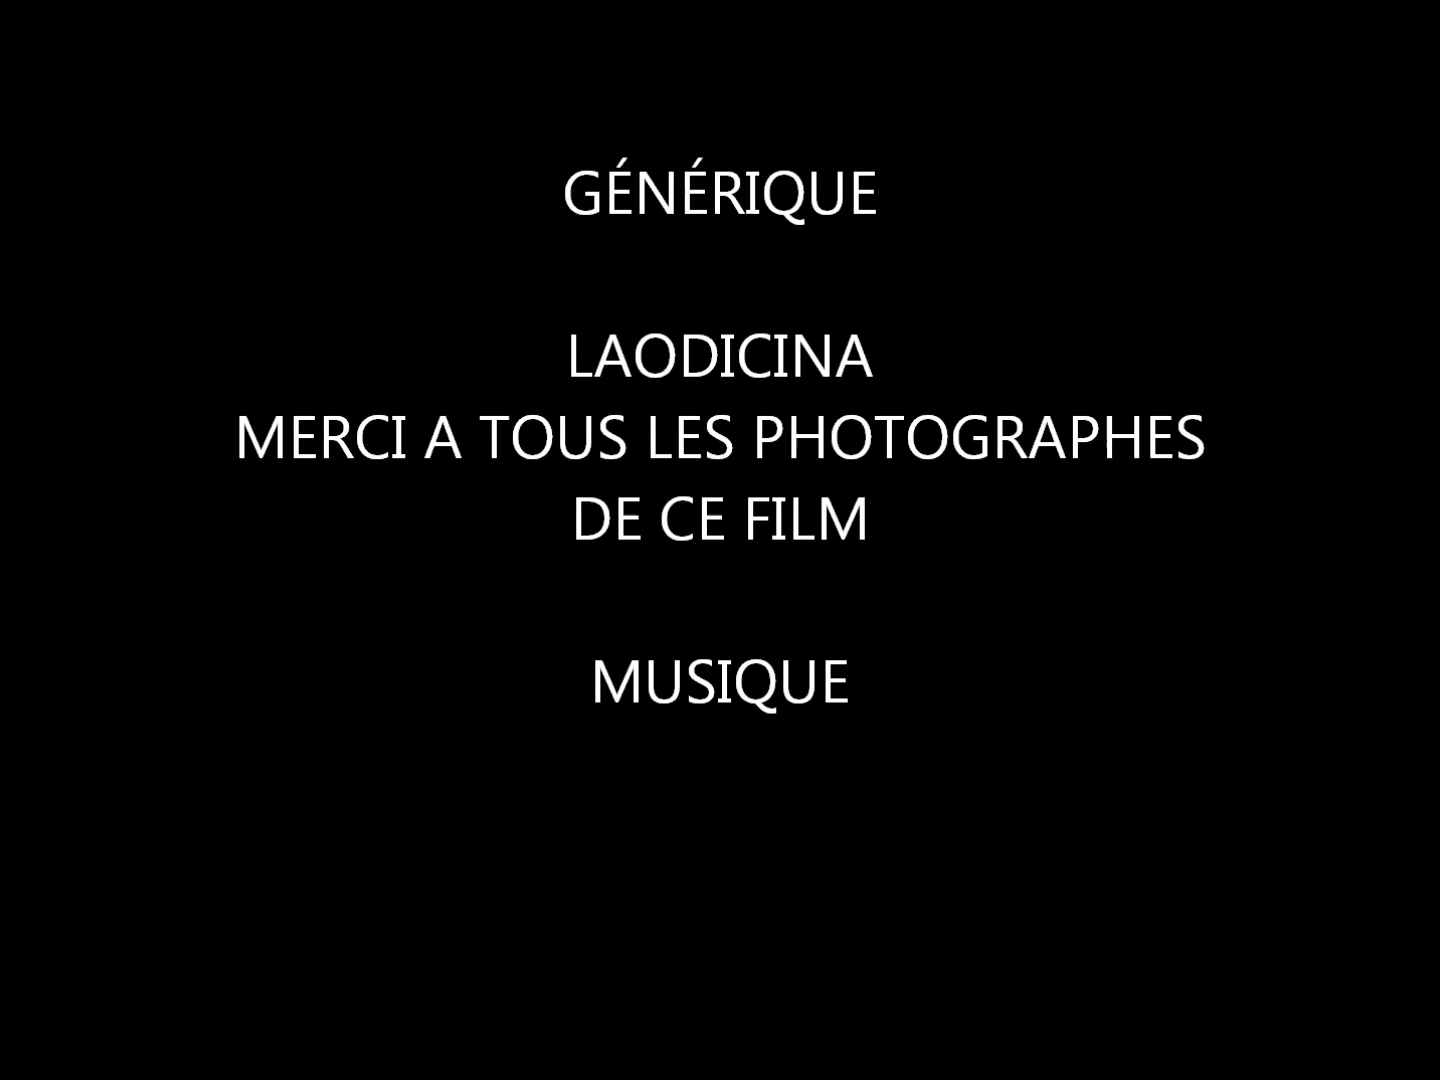 GÉNÉRIQUE
LAODICINA
MERCI A TOUS LES PHOTOGRAPHES
DE CE FILM
MUSIQUE